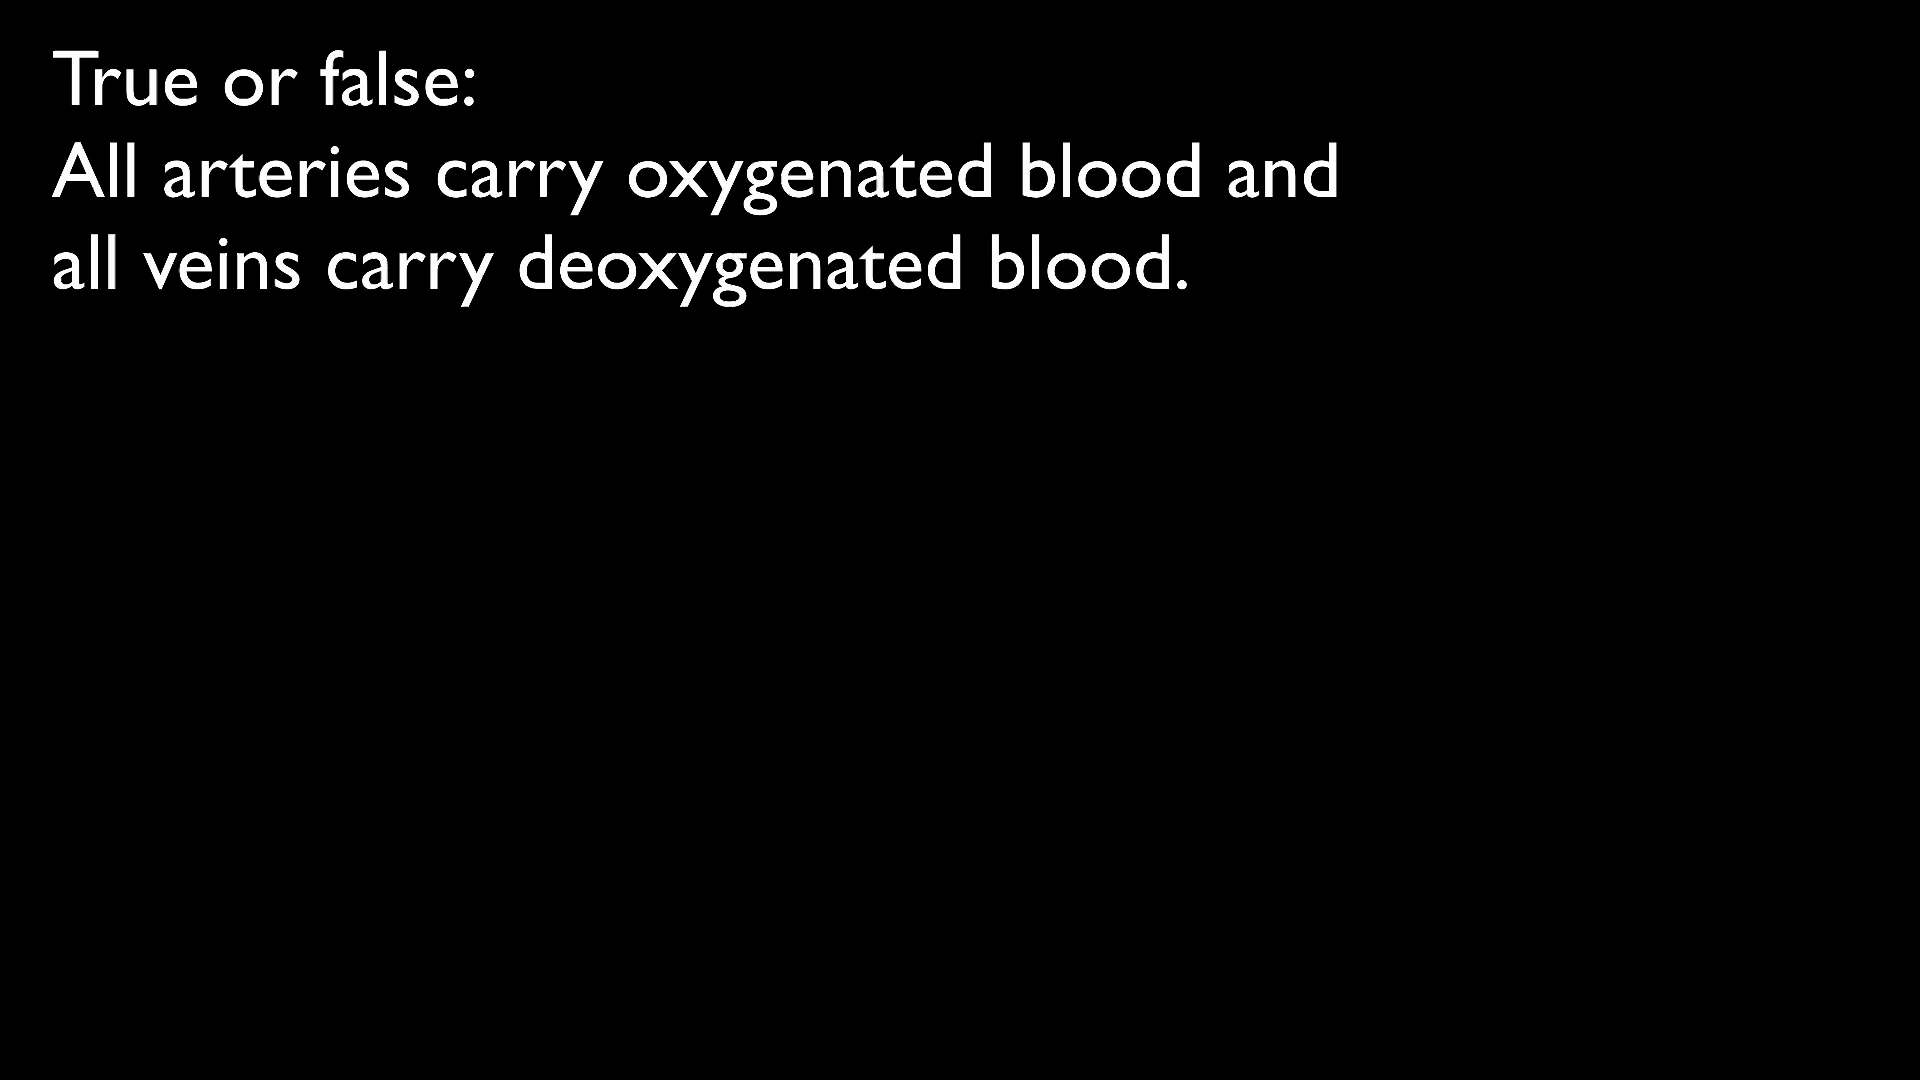 True or false:
All arteries carry oxygenated blood and
all veins carry deoxygenated blood.